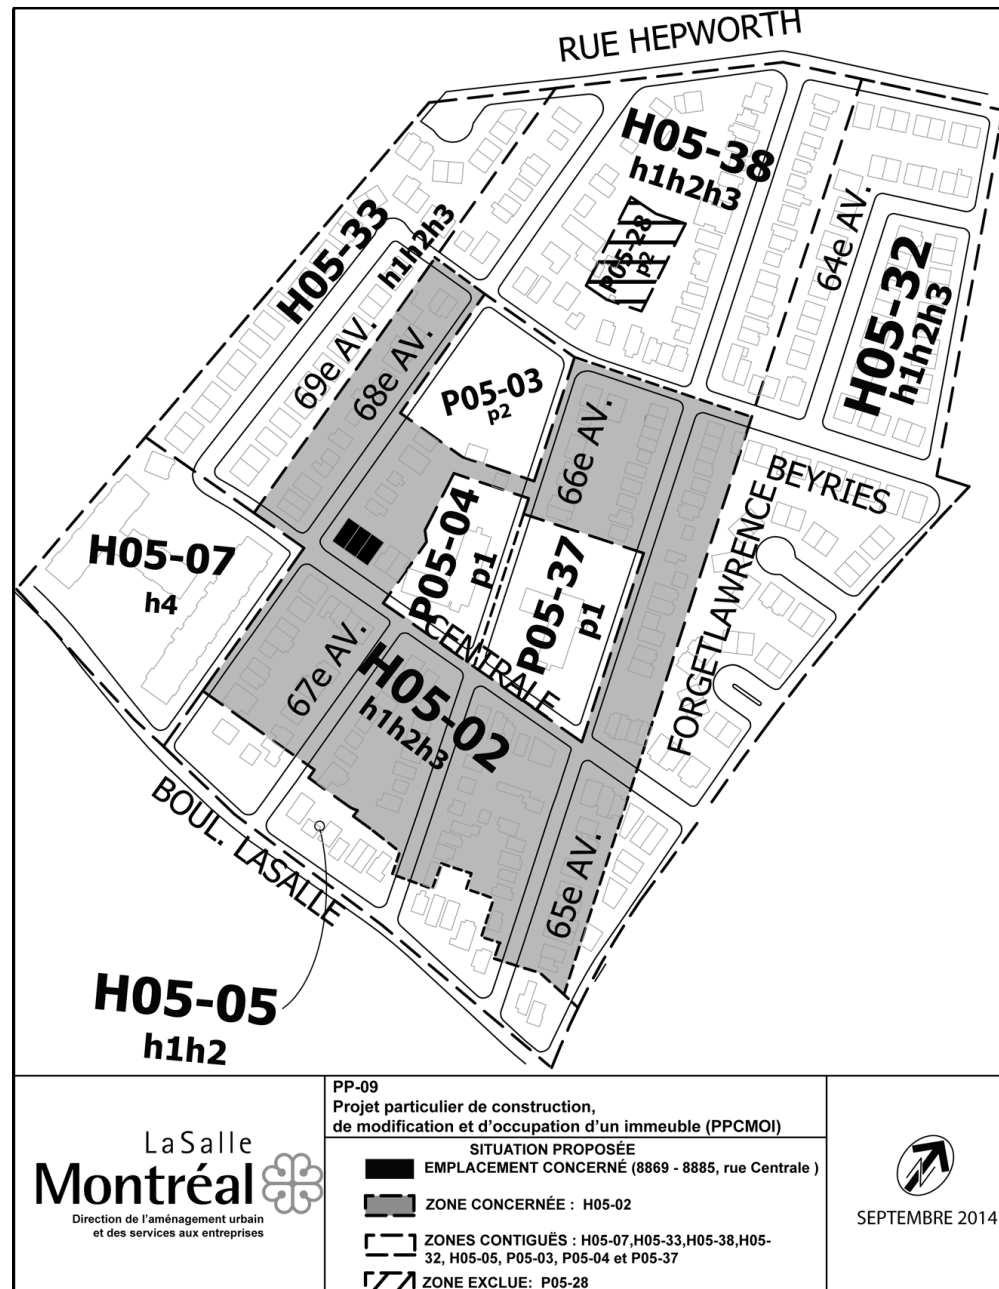 RUE HEPWORTH
H05-38
h1h2h3
P05-28
p2
64e AV.
H05-32
h1h2h3
H05-33
h1h2h3
69e AV.
68e AV.
P05-03
p2
66e AV.
BEYRIES
FORGETLAWRENCE
H05-07
h4
P05-04
p1
P05-37
p1
CENTRALE
67e AV.
H05-02
h1h2h3
65e AV.
BOUL. LASALLE
H05-05
h1h2
LaSalle
Montréal
Direction de l'aménagement urbain
et des services aux entreprises
PP-09
Projet particulier de construction,
de modification et d'occupation d'un immeuble (PPCMOI)
SITUATION PROPOSÉE
EMPLACEMENT CONCERNÉ (8869 - 8885, rue Centrale )
ZONE CONCERNÉE : H05-02
ZONES CONTIGUËS : H05-07,H05-33,H05-38,H05-
32, H05-05, P05-03, P05-04 et P05-37
ZONE EXCLUE: P05-28
SEPTEMBRE 2014